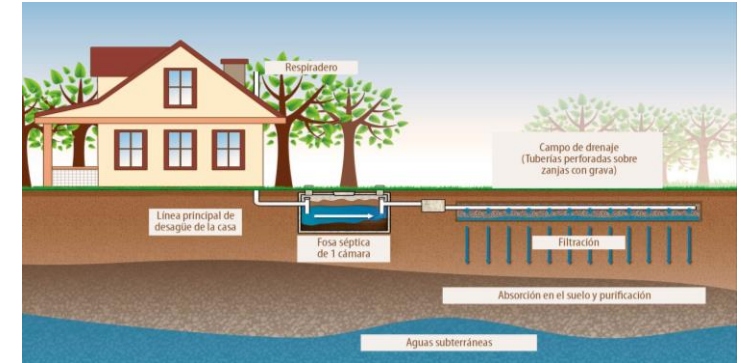 Respiradero
Campo de drenaje
(Tuberías perforadas sobre
zanjas con grava)
Línea principal de
desagüe de la casa
Fosa séptica
de 1 cámara
Filtración
Absorción en el suelo y purificación
Aguas subterráneas